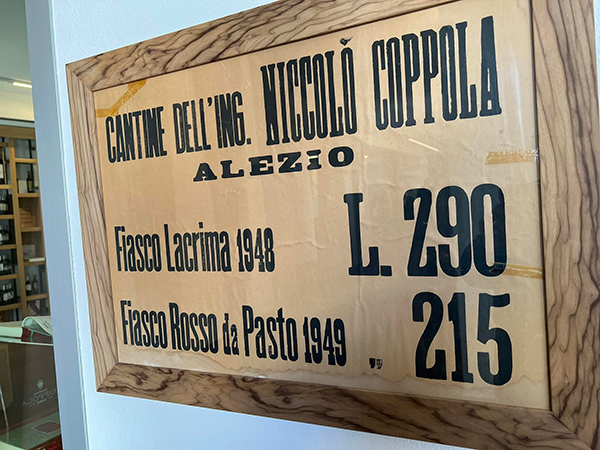 CANTINE DELL'ING. NICCOLÒ COPPOLA
ALEZIO
Fiasco Lacrima 1948 L. 290
Fiasco Rosso da Pasto 1949 „ 215